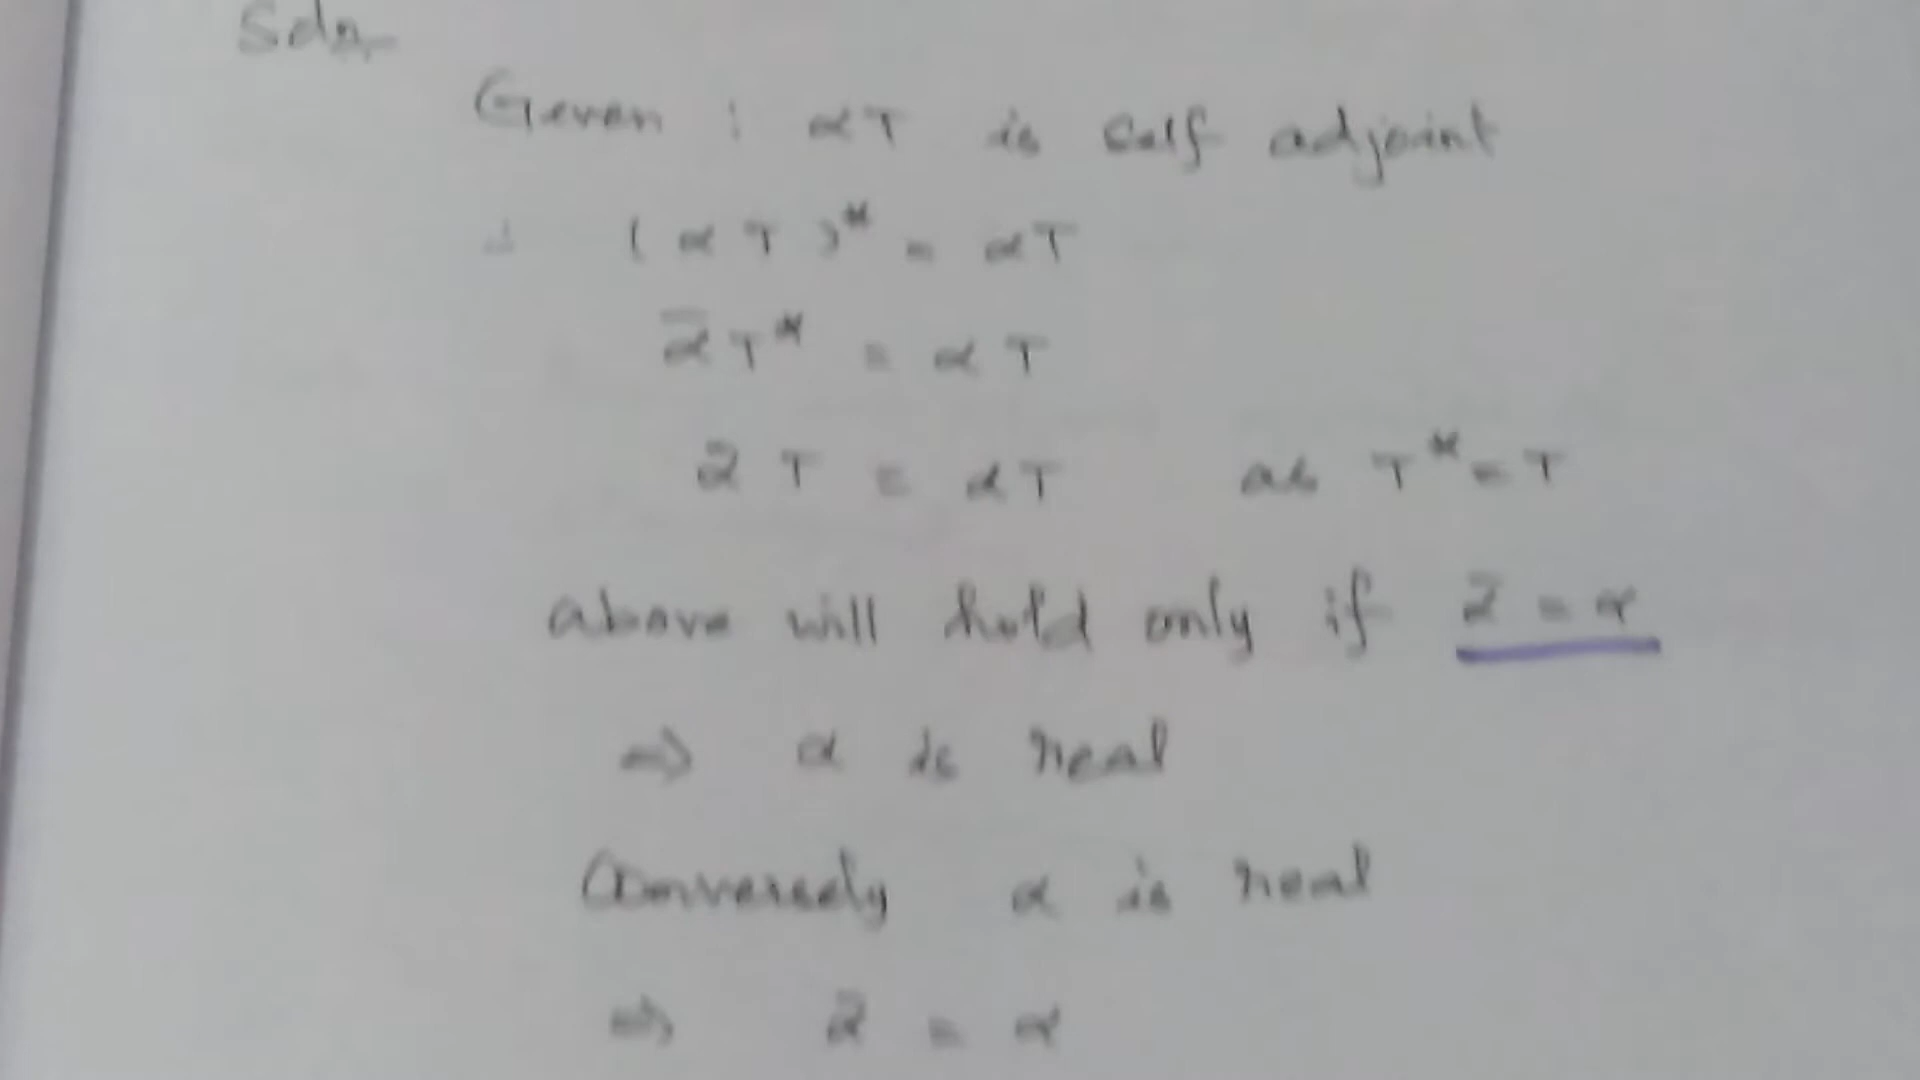 Soln
Given : αT is self adjoint
∴ (αT)* = αT
ᾱT* = αT
ᾱT = αT as T* = T
above will hold only if ᾱ = α
⇒ α is real
Conversely α is real
⇒ ᾱ = α